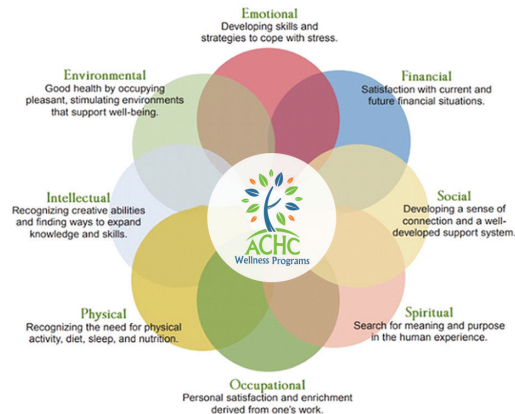 Emotional
Developing skills and
strategies to cope with stress.
Environmental
Good health by occupying
pleasant, stimulating environments
that support well-being.
Financial
Satisfaction with current and
future financial situations.
Intellectual
Recognizing creative abilities
and finding ways to expand
knowledge and skills.
ACHC
Wellness Programs
Social
Developing a sense of
connection and a well-
developed support system.
Physical
Recognizing the need for physical
activity, diet, sleep, and nutrition.
Spiritual
Search for meaning and purpose
in the human experience.
Occupational
Personal satisfaction and enrichment
derived from one's work.